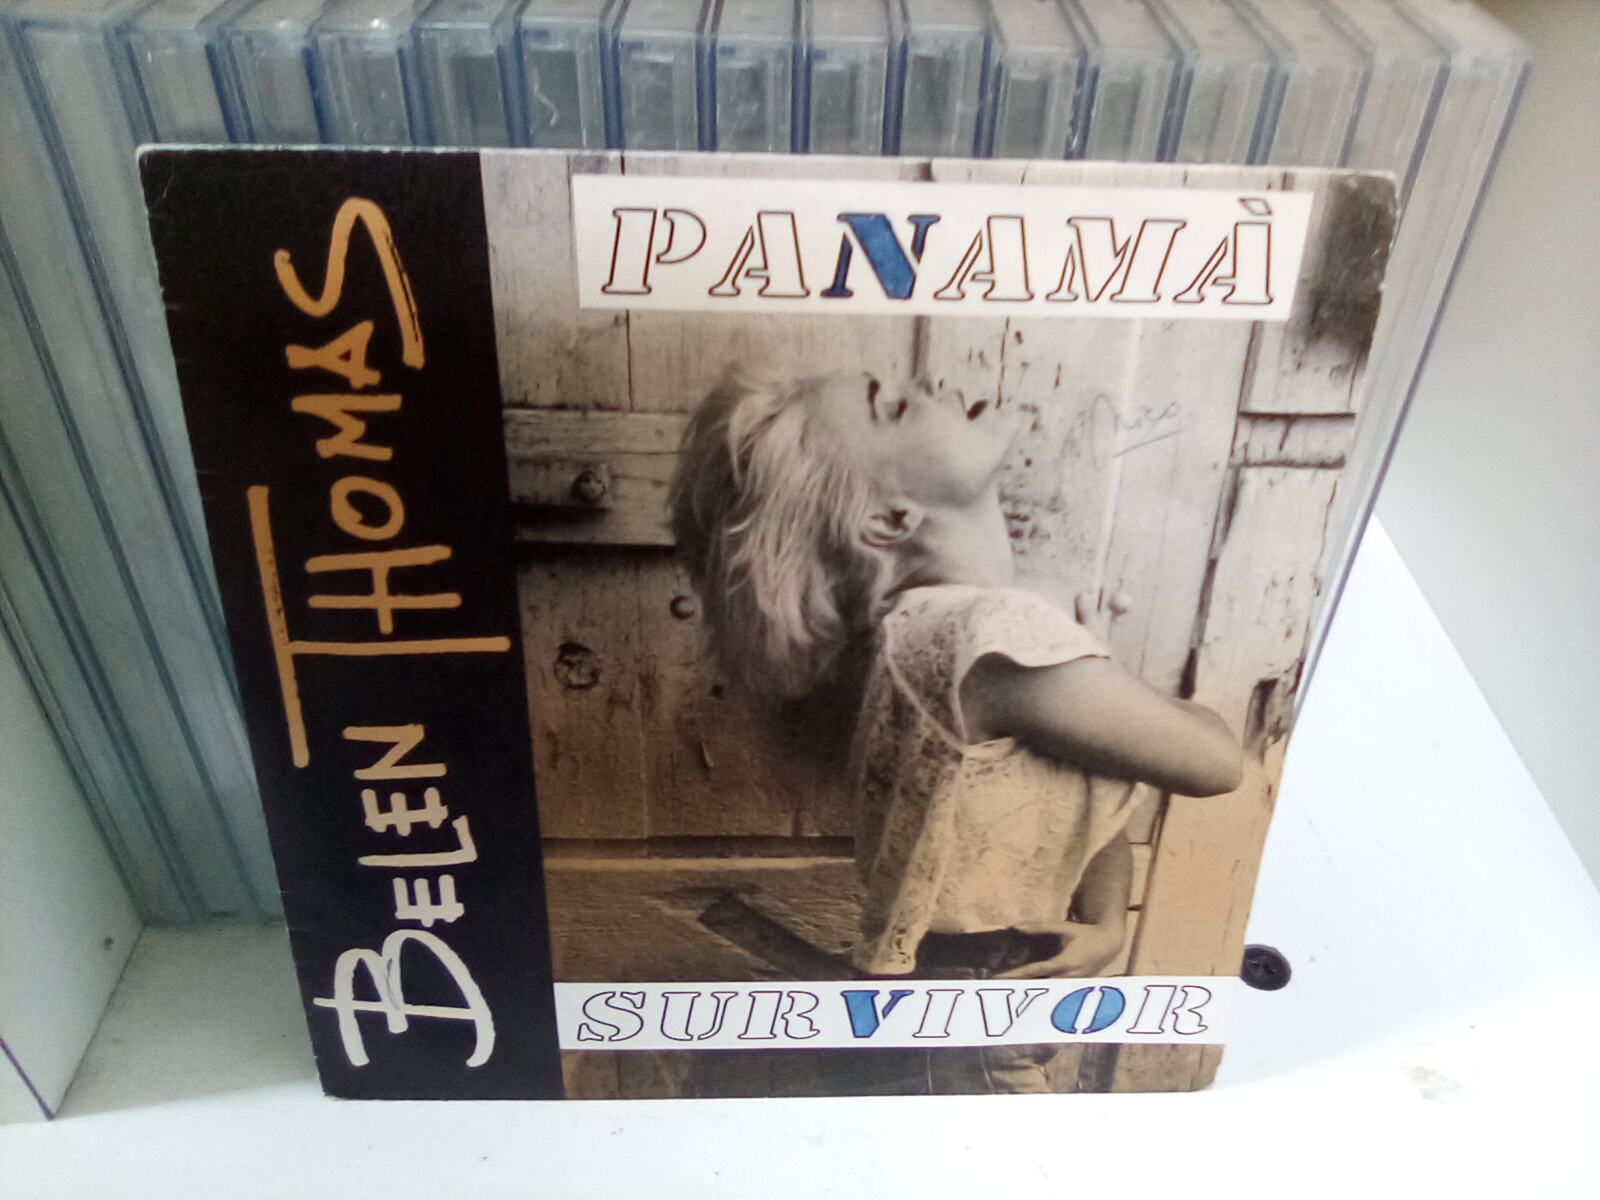 BELEN THOMAS
PANAMÀ
SURVIVOR